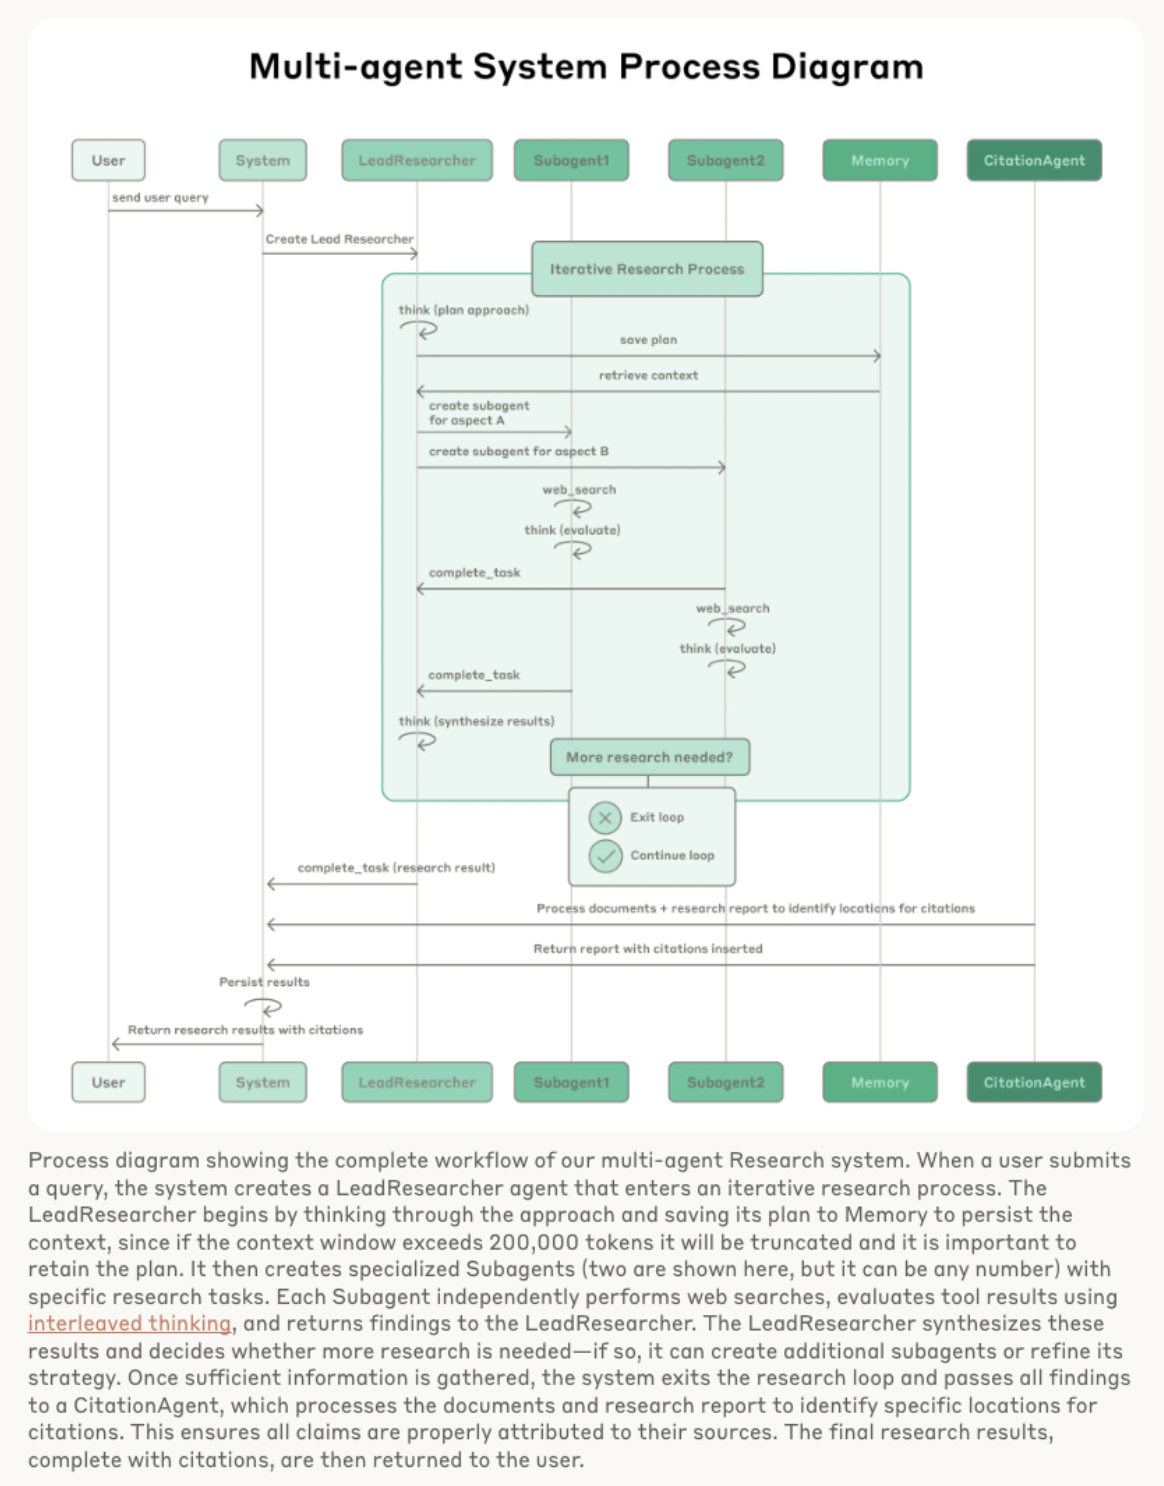 Multi-agent System Process Diagram
User System LeadResearcher Subagent1 Subagent2 Memory CitationAgent
send user query
Create Lead Researcher
Iterative Research Process
think (plan approach)
save plan
retrieve context
create subagent
for aspect A
create subagent for aspect B
web_search
think (evaluate)
complete_task
web_search
think (evaluate)
complete_task
think (synthesize results)
More research needed?
Exit loop
Continue loop
complete_task (research result)
Process documents + research report to identify locations for citations
Return report with citations inserted
Persist results
Return research results with citations
User System LeadResearcher Subagent1 Subagent2 Memory CitationAgent
Process diagram showing the complete workflow of our multi-agent Research system. When a user submits
a query, the system creates a LeadResearcher agent that enters an iterative research process. The
LeadResearcher begins by thinking through the approach and saving its plan to Memory to persist the
context, since if the context window exceeds 200,000 tokens it will be truncated and it is important to
retain the plan. It then creates specialized Subagents (two are shown here, but it can be any number) with
specific research tasks. Each Subagent independently performs web searches, evaluates tool results using
interleaved thinking, and returns findings to the LeadResearcher. The LeadResearcher synthesizes these
results and decides whether more research is needed—if so, it can create additional subagents or refine its
strategy. Once sufficient information is gathered, the system exits the research loop and passes all findings
to a CitationAgent, which processes the documents and research report to identify specific locations for
citations. This ensures all claims are properly attributed to their sources. The final research results,
complete with citations, are then returned to the user.